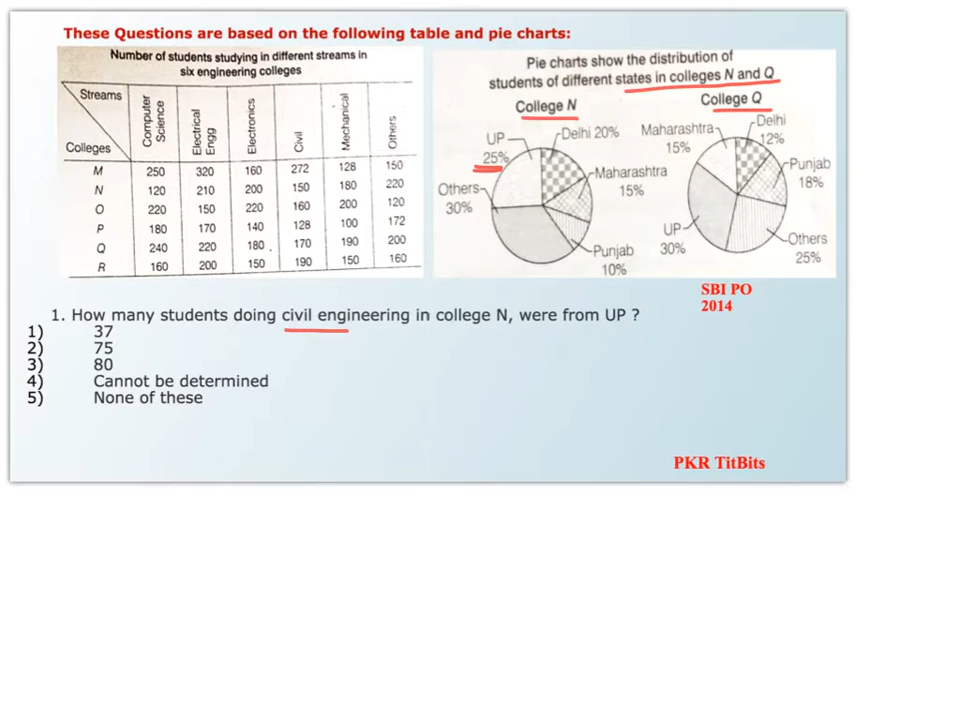 These Questions are based on the following table and pie charts:
Number of students studying in different streams in
six engineering colleges
Streams
Colleges
Computer Science
Electrical Engg
Electronics
Civil
Mechanical
Others
M 250 320 160 272 128 150
N 120 210 200 150 180 220
O 220 150 220 160 200 120
P 180 170 140 128 100 172
Q 240 220 180 170 190 200
R 160 200 150 190 150 160
Pie charts show the distribution of
students of different states in colleges N and Q
College N
UP
25%
Delhi 20%
Maharashtra
15%
Others
30%
Punjab
10%
College Q
Maharashtra
15%
Delhi
12%
Punjab
18%
UP
30%
Others
25%
SBI PO
2014
1. How many students doing civil engineering in college N, were from UP ?
1) 37
2) 75
3) 80
4) Cannot be determined
5) None of these
PKR TitBits